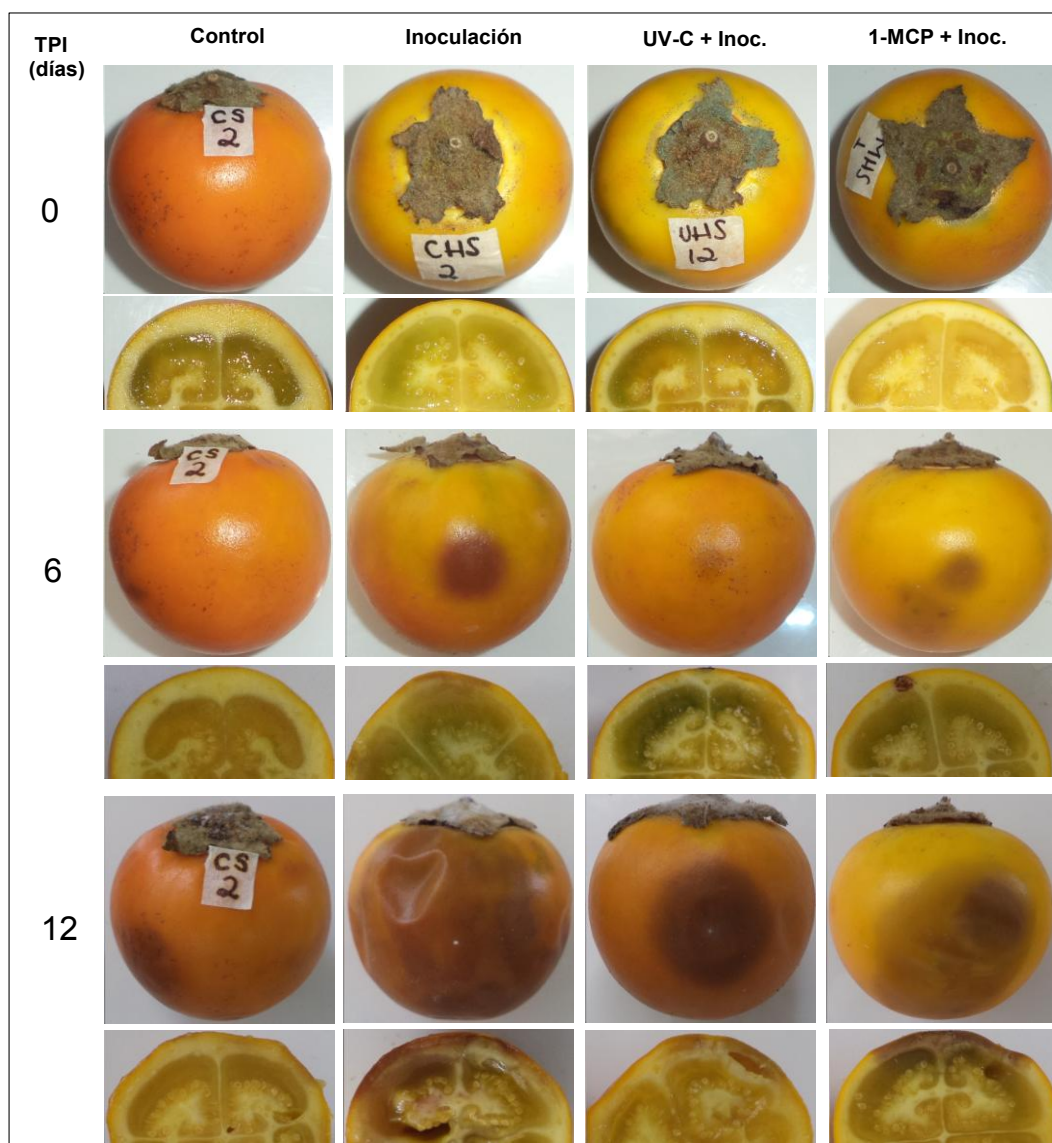 TPI
(días)
Control
Inoculación
UV-C + Inoc.
1-MCP + Inoc.
0
CS
2
CHS
2
UHS
12
MHS
6
CS
2
12
CS
2